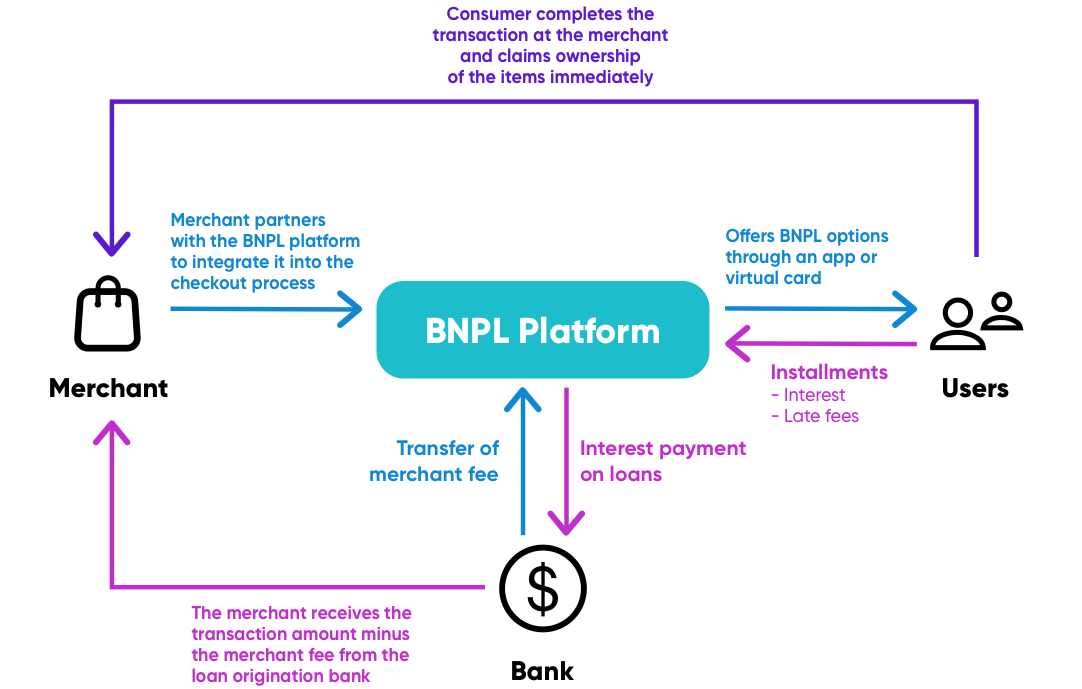 Consumer completes the
transaction at the merchant
and claims ownership
of the items immediately
Merchant partners
with the BNPL platform
to integrate it into the
checkout process
Offers BNPL options
through an app or
virtual card
BNPL Platform
Merchant
Installments
- Interest
- Late fees
Users
Transfer of
merchant fee
Interest payment
on loans
$
The merchant receives the
transaction amount minus
the merchant fee from the
loan origination bank
Bank